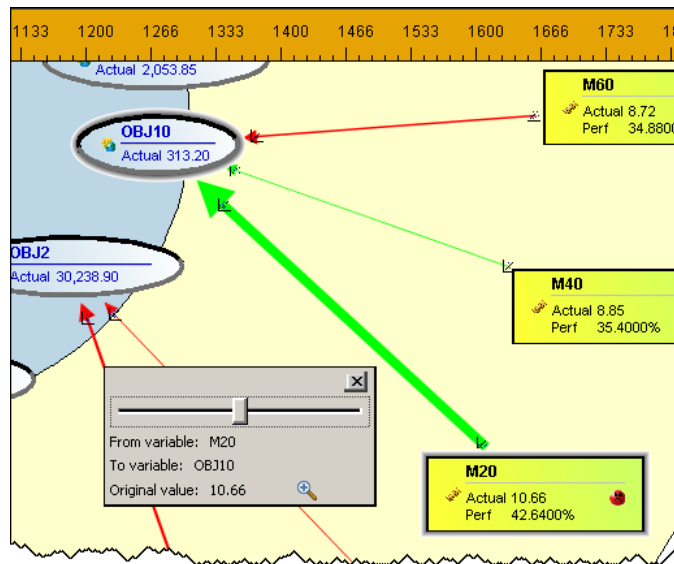 1133 1200 1266 1333 1400 1466 1533 1600 1666 1733
Actual 2,053.85
M60
Actual 8.72
Perf 34.880
OBJ10
Actual 313.20
OBJ2
Actual 30,238.90
M40
Actual 8.85
Perf 35.4000%
From variable: M20
To variable: OBJ10
Original value: 10.66
M20
Actual 10.66
Perf 42.6400%